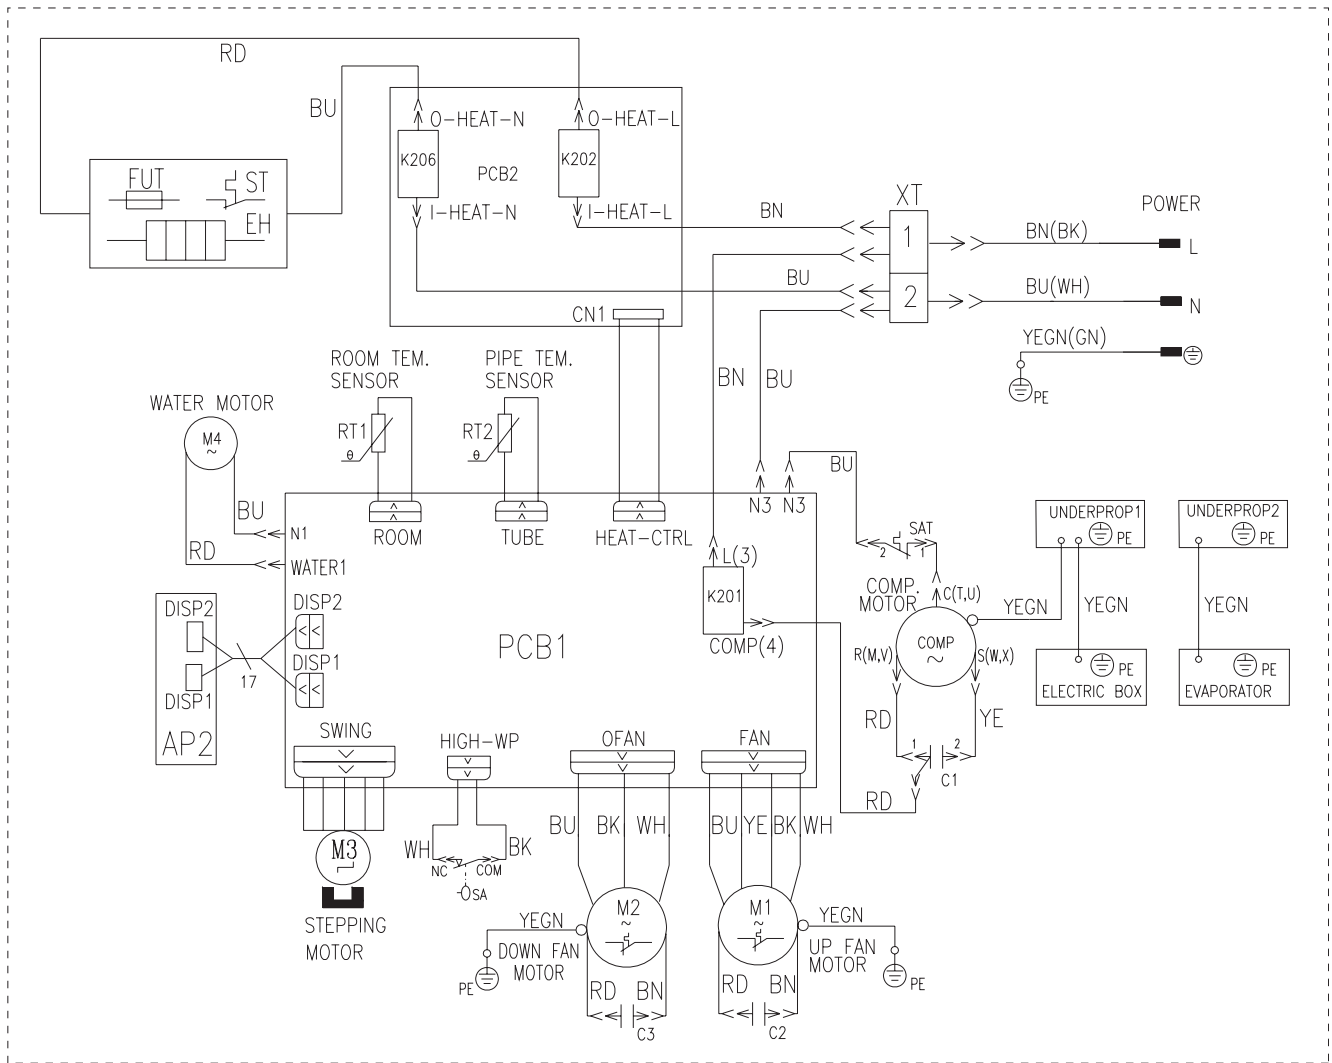 RD
BU
O-HEAT-N
O-HEAT-L
K206
K202
PCB2
I-HEAT-N
I-HEAT-L
FUT
ST
EH
BN
XT
POWER
1
BN(BK)
L
BU
2
BU(WH)
N
CN1
YEGN(GN)
PE
ROOM TEM.
SENSOR
PIPE TEM.
SENSOR
BN
BU
WATER MOTOR
M4
~
RT1
θ
RT2
θ
BU
BU
N1
RD
WATER1
ROOM
TUBE
HEAT-CTRL
N3
N3
L(3)
K201
COMP(4)
SAT
2
1
COMP.
MOTOR
C(T,U)
COMP
~
R(M,V)
S(W,X)
RD
YE
1
2
C1
RD
UNDERPROP1
PE
UNDERPROP2
PE
YEGN
YEGN
YEGN
PE
ELECTRIC BOX
PE
EVAPORATOR
DISP2
DISP2
DISP1
DISP1
17
AP2
PCB1
SWING
HIGH-WP
OFAN
FAN
M3
STEPPING
MOTOR
WH
BK
NC
COM
SA
BU
BK
WH
BU
YE
BK
WH
M2
~
M1
~
YEGN
DOWN FAN
MOTOR
PE
YEGN
UP FAN
MOTOR
PE
RD
BN
C3
RD
BN
C2